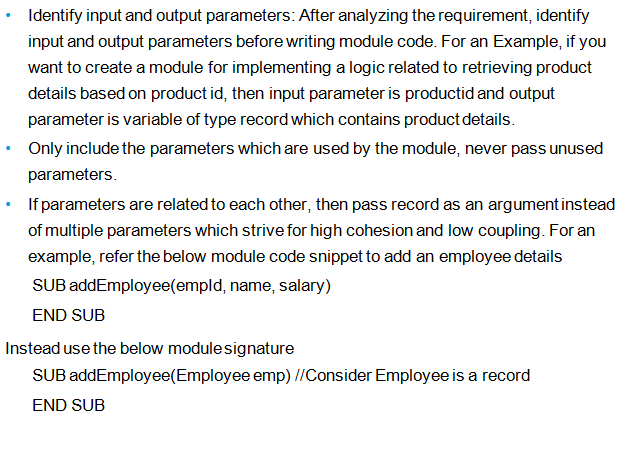 • Identify input and output parameters: After analyzing the requirement, identify
input and output parameters before writing module code. For an Example, if you
want to create a module for implementing a logic related to retrieving product
details based on product id, then input parameter is productid and output
parameter is variable of type record which contains product details.
• Only include the parameters which are used by the module, never pass unused
parameters.
• If parameters are related to each other, then pass record as an argument instead
of multiple parameters which strive for high cohesion and low coupling. For an
example, refer the below module code snippet to add an employee details
SUB addEmployee(empId, name, salary)
END SUB
Instead use the below module signature
SUB addEmployee(Employee emp) //Consider Employee is a record
END SUB